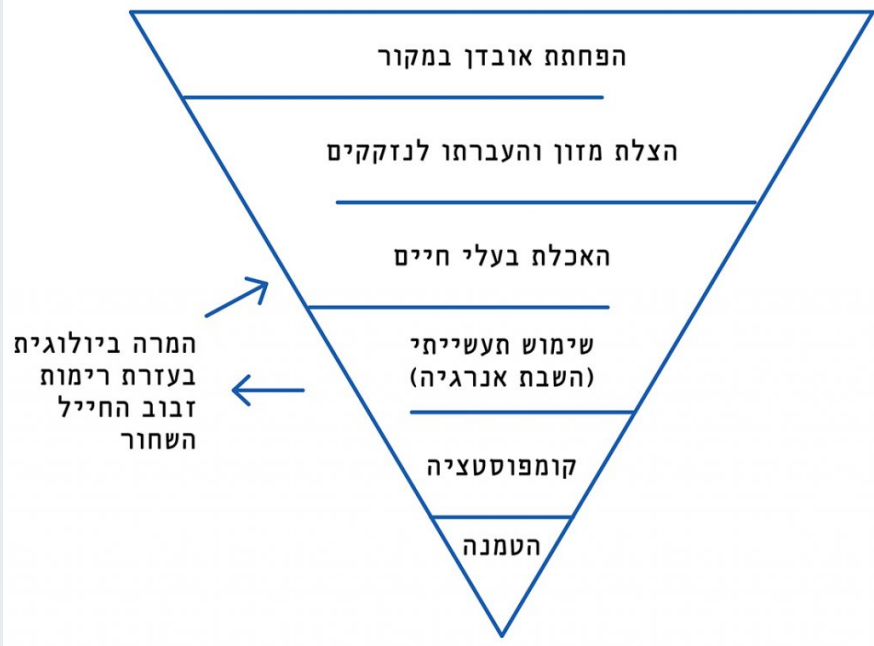 הפחתת אובדן במקור
הצלת מזון והעברתו לנזקקים
האכלת בעלי חיים
שימוש תעשייתי
(השבת אנרגיה)
קומפוסטציה
הטמנה
המרה ביולוגית
בעזרת רימות
זבוב החייל
השחור